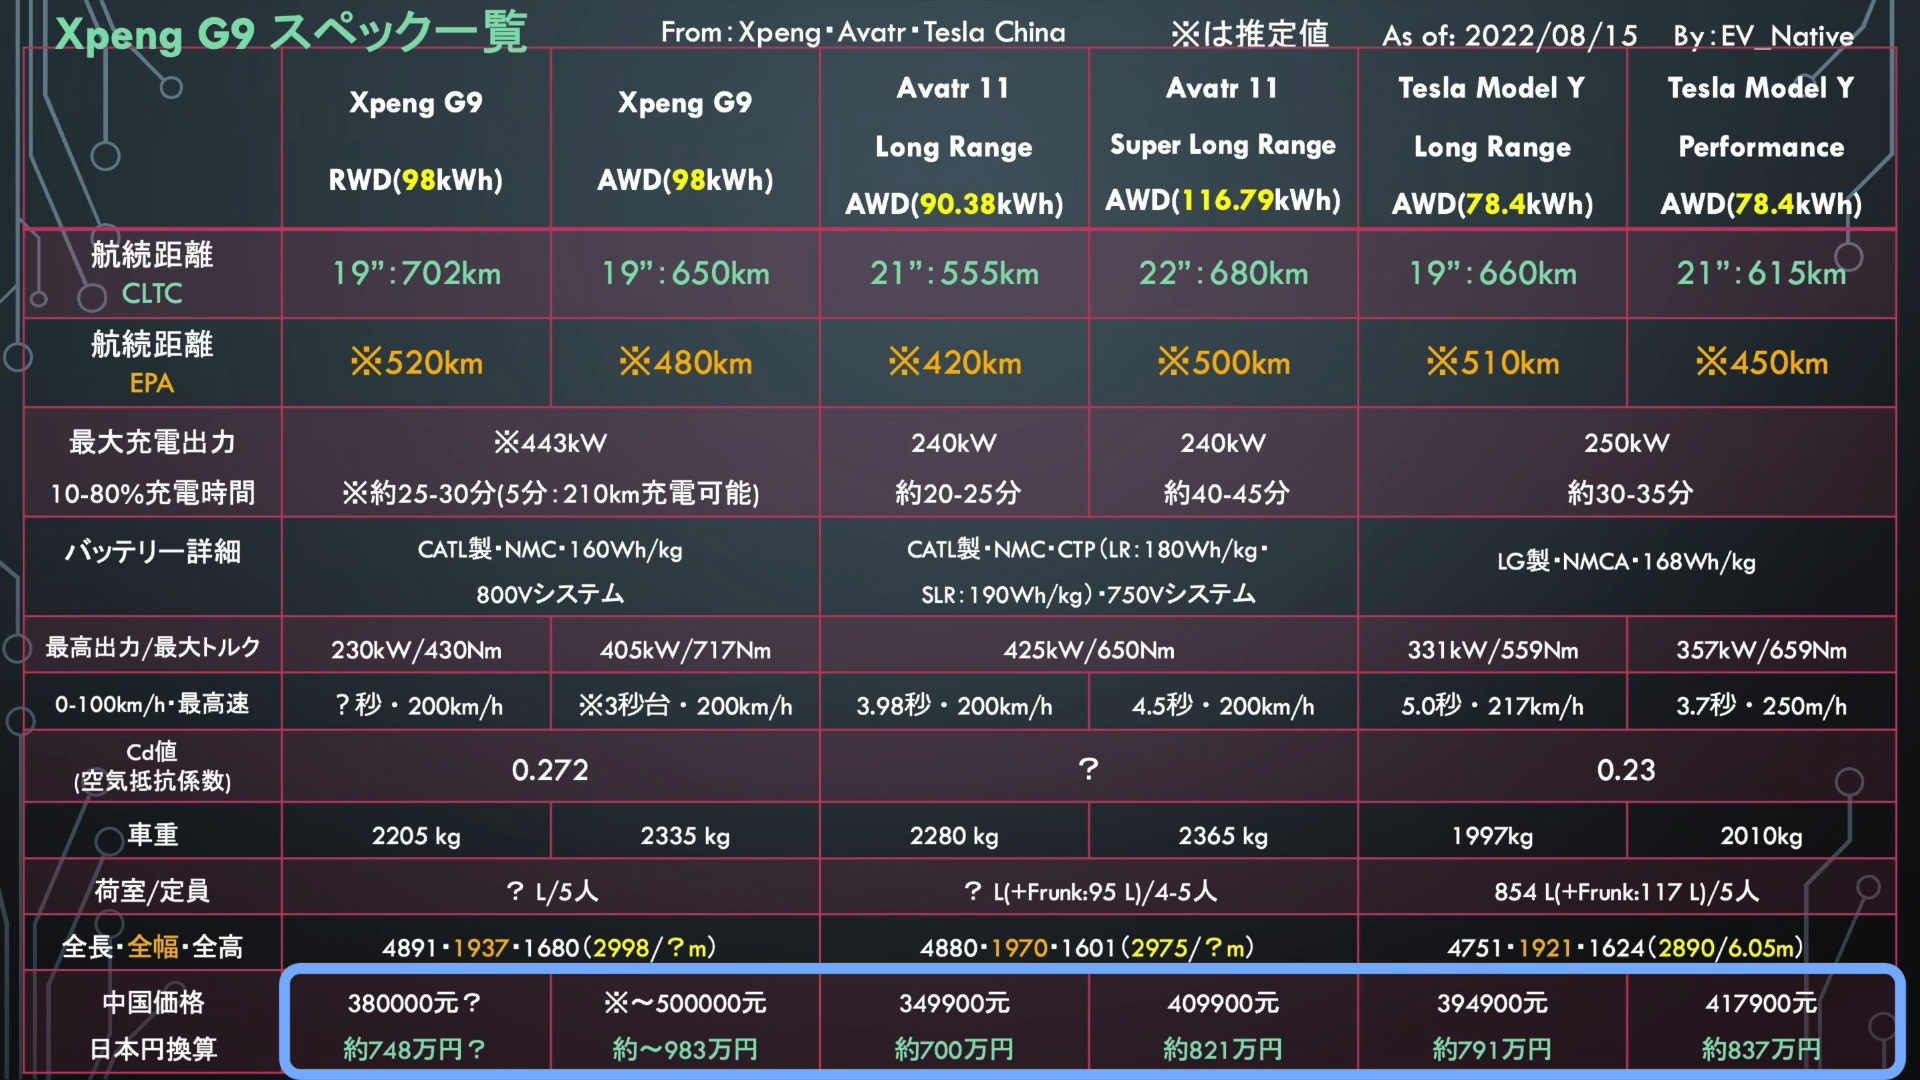 Xpeng G9 スペック一覧 From：Xpeng・Avatr・Tesla China ※は推定値 As of: 2022/08/15 By：EV_Native
Xpeng G9
RWD(98kWh)
Xpeng G9
AWD(98kWh)
Avatr 11
Long Range
AWD(90.38kWh)
Avatr 11
Super Long Range
AWD(116.79kWh)
Tesla Model Y
Long Range
AWD(78.4kWh)
Tesla Model Y
Performance
AWD(78.4kWh)
航続距離
CLTC
19”：702km
19”：650km
21”：555km
22”：680km
19”：660km
21”：615km
航続距離
EPA
※520km
※480km
※420km
※500km
※510km
※450km
最大充電出力
10-80%充電時間
※443kW
※約25-30分(5分：210km充電可能)
240kW
約20-25分
240kW
約40-45分
250kW
約30-35分
バッテリー詳細
CATL製・NMC・160Wh/kg
800Vシステム
CATL製・NMC・CTP（LR：180Wh/kg・
SLR：190Wh/kg）・750Vシステム
LG製・NMCA・168Wh/kg
最高出力/最大トルク
230kW/430Nm
405kW/717Nm
425kW/650Nm
331kW/559Nm
357kW/659Nm
0-100km/h・最高速
？秒・200km/h
※3秒台・200km/h
3.98秒・200km/h
4.5秒・200km/h
5.0秒・217km/h
3.7秒・250m/h
Cd値
(空気抵抗係数)
0.272
？
0.23
車重
2205 kg
2335 kg
2280 kg
2365 kg
1997kg
2010kg
荷室/定員
？ L/5人
？ L(+Frunk:95 L)/4-5人
854 L(+Frunk:117 L)/5人
全長・全幅・全高
4891・1937・1680（2998/？m）
4880・1970・1601（2975/？m）
4751・1921・1624（2890/6.05m）
中国価格
日本円換算
380000元？
約748万円？
※～500000元
約～983万円
349900元
約700万円
409900元
約821万円
394900元
約791万円
417900元
約837万円